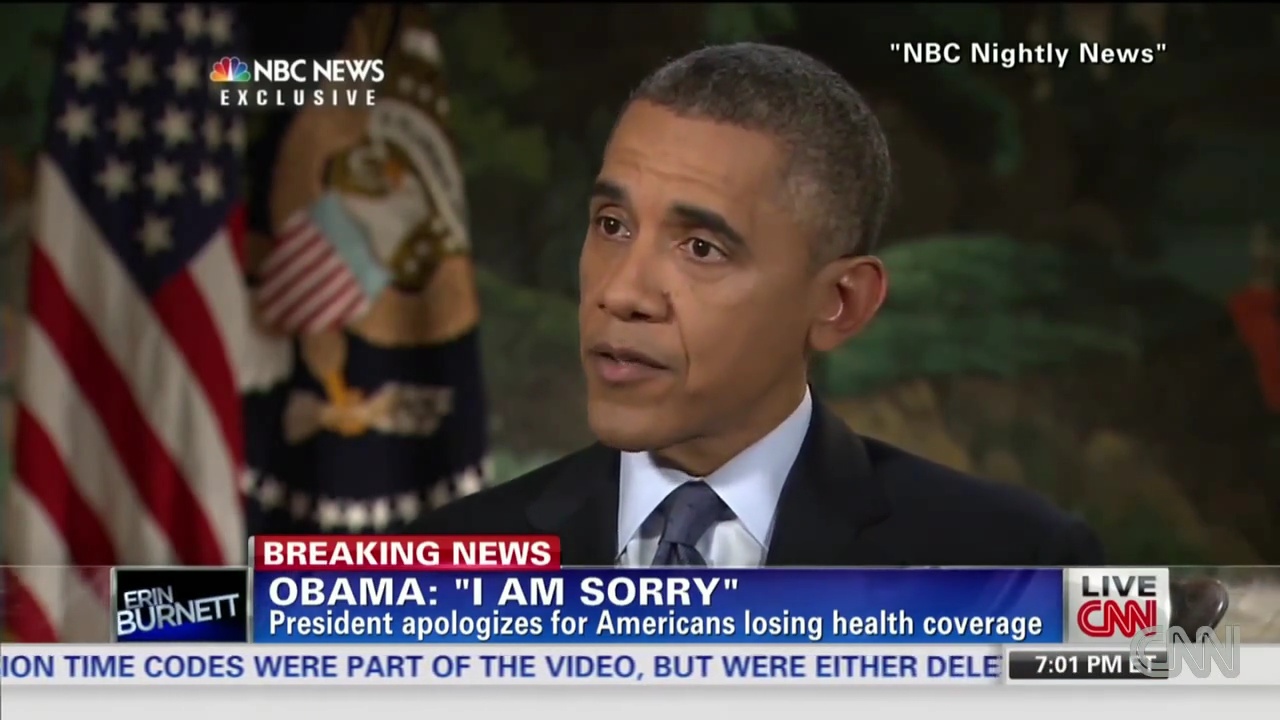 NBC NEWS
EXCLUSIVE
"NBC Nightly News"
BREAKING NEWS
ERIN
BURNETT
OBAMA: "I AM SORRY"
President apologizes for Americans losing health coverage
LIVE
CNN
ION TIME CODES WERE PART OF THE VIDEO, BUT WERE EITHER DELE
7:01 PM ET
CNN